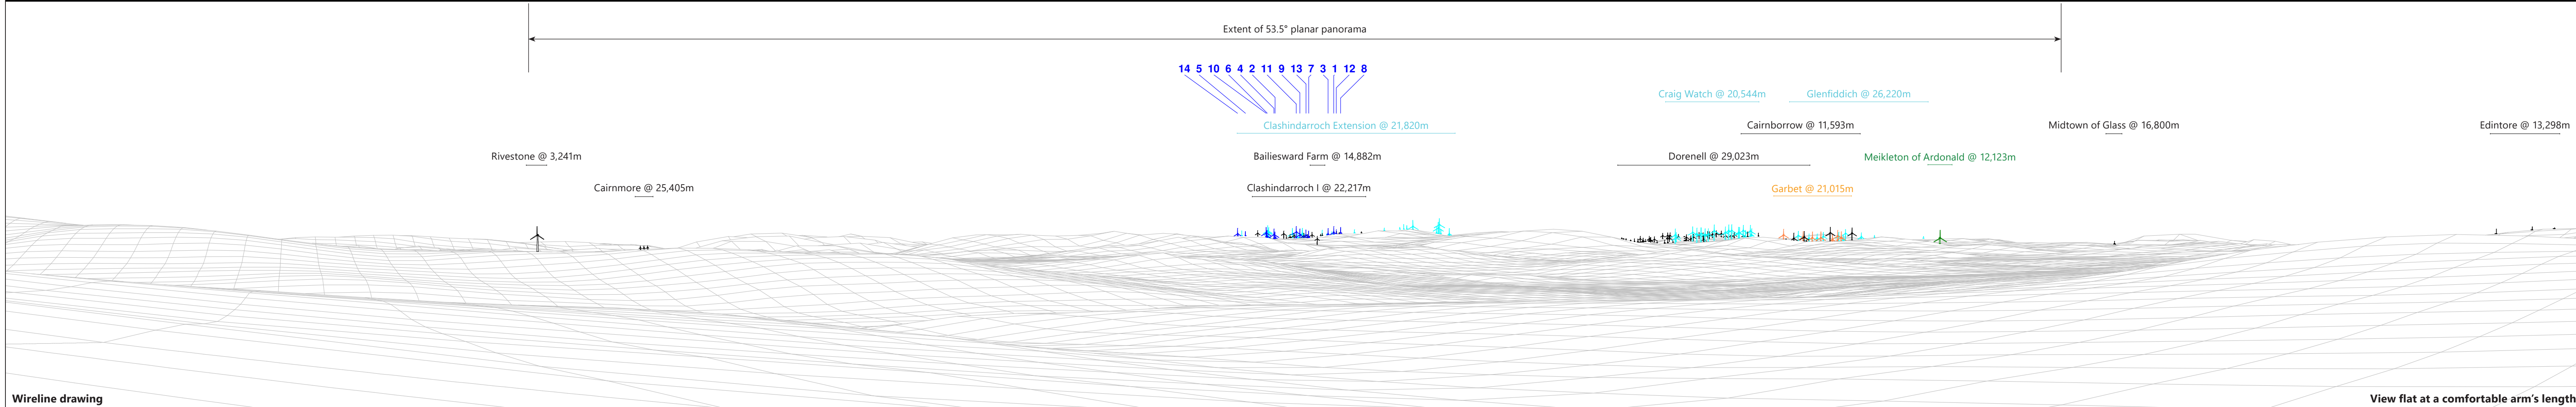 Extent of 53.5° planar panorama
14 5 10 6 4 2 11 9 13 7 3 1 12 8
Craig Watch @ 20,544m
Glenfiddich @ 26,220m
Clashindarroch Extension @ 21,820m
Cairnborrow @ 11,593m
Midtown of Glass @ 16,800m
Edintore @ 13,298m
Rivestone @ 3,241m
Bailiesward Farm @ 14,882m
Dorenell @ 29,023m
Meikleton of Ardonald @ 12,123m
Cairnmore @ 25,405m
Clashindarroch I @ 22,217m
Garbet @ 21,015m
Wireline drawing
View flat at a comfortable arm's length